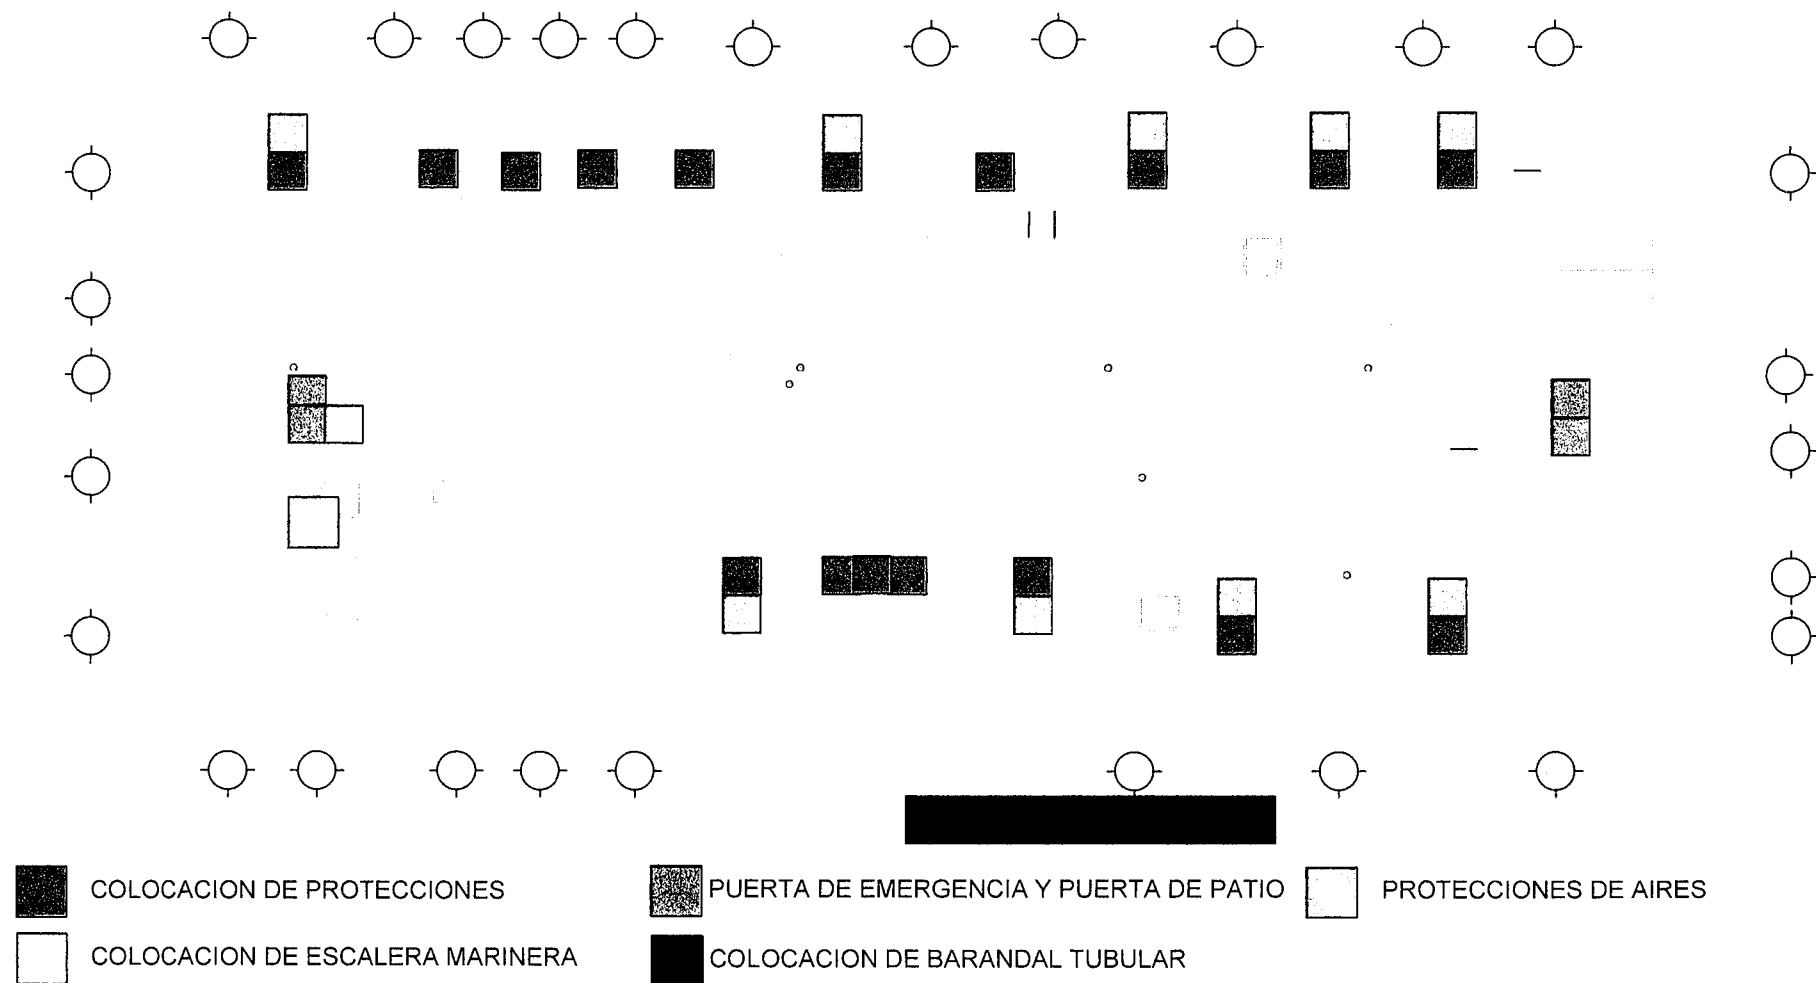 COLOCACION DE PROTECCIONES
PUERTA DE EMERGENCIA Y PUERTA DE PATIO
PROTECCIONES DE AIRES
COLOCACION DE ESCALERA MARINERA
COLOCACION DE BARANDAL TUBULAR